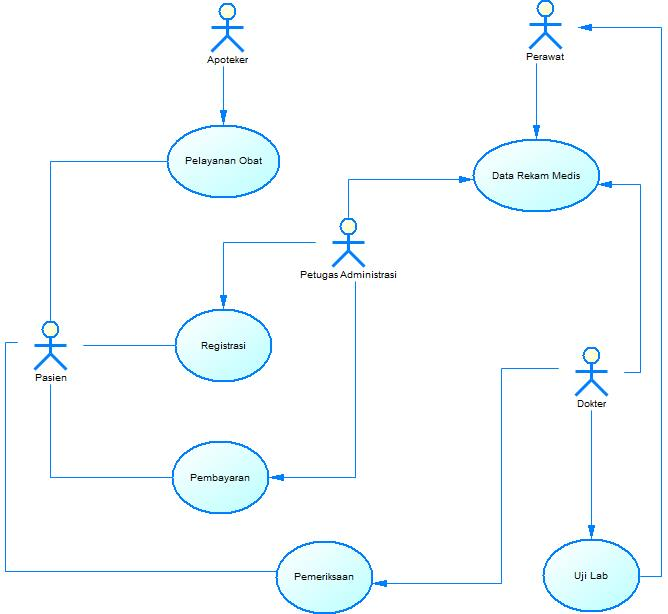 Apoteker
Perawat
Pelayanan Obat
Data Rekam Medis
Petugas Administrasi
Registrasi
Pasien
Dokter
Pembayaran
Pemeriksaan
Uji Lab